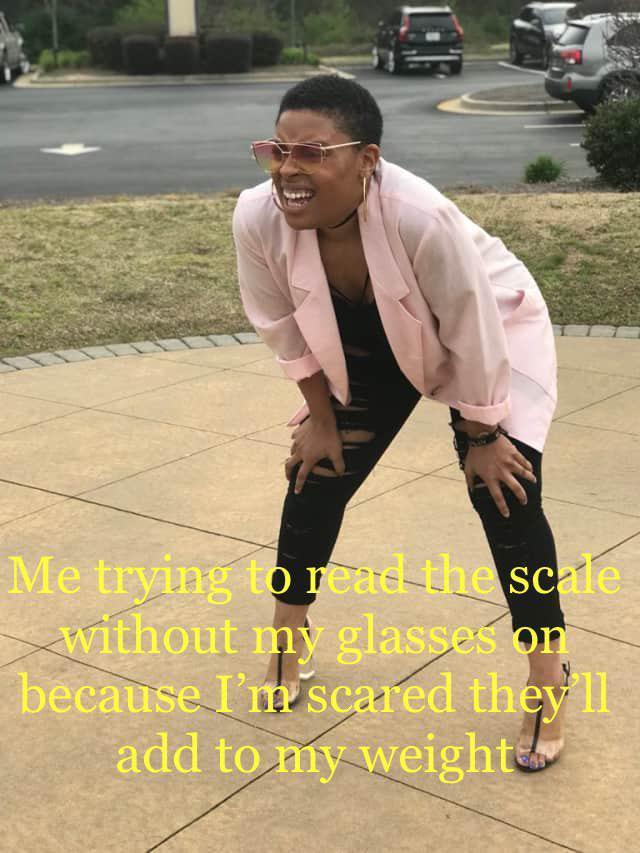 Me trying to read the scale
without my glasses on
because I’m scared they’ll
add to my weight